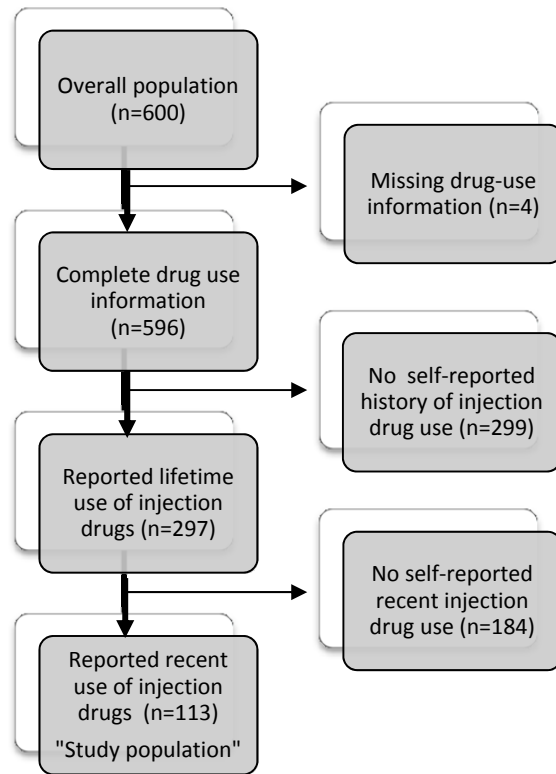 Overall population
(n=600)
Missing drug-use
information (n=4)
Complete drug use
information
(n=596)
No self-reported
history of injection
drug use (n=299)
Reported lifetime
use of injection
drugs (n=297)
No self-reported
recent injection
drug use (n=184)
Reported recent
use of injection
drugs (n=113)
"Study population"